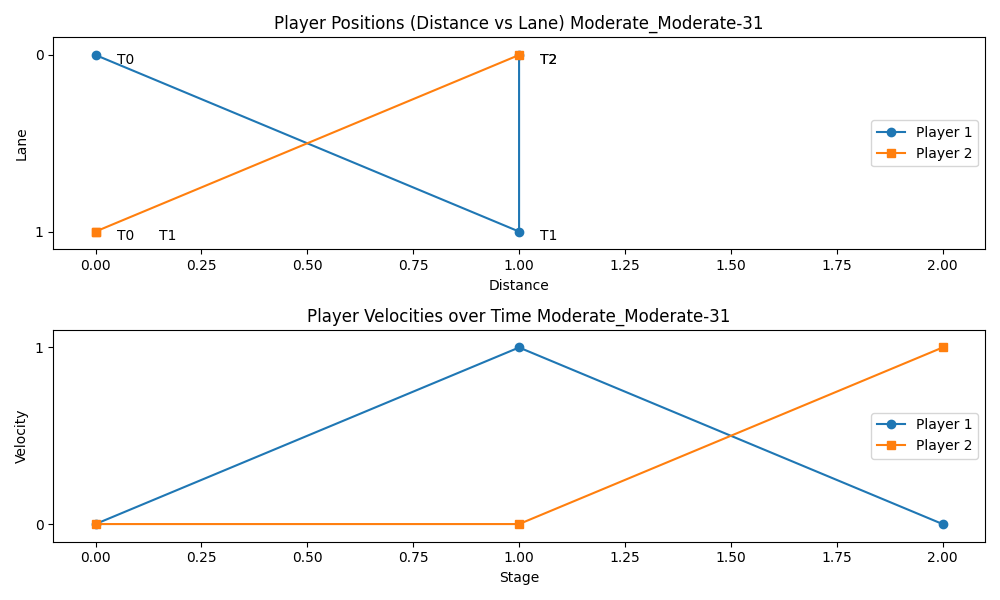 Player Positions (Distance vs Lane) Moderate_Moderate-31
0
T0
T2
Lane
Player 1
Player 2
1
T0
T1
T1
0.00
0.25
0.50
0.75
1.00
1.25
1.50
1.75
2.00
Distance
Player Velocities over Time Moderate_Moderate-31
1
Velocity
Player 1
Player 2
0
0.00
0.25
0.50
0.75
1.00
1.25
1.50
1.75
2.00
Stage